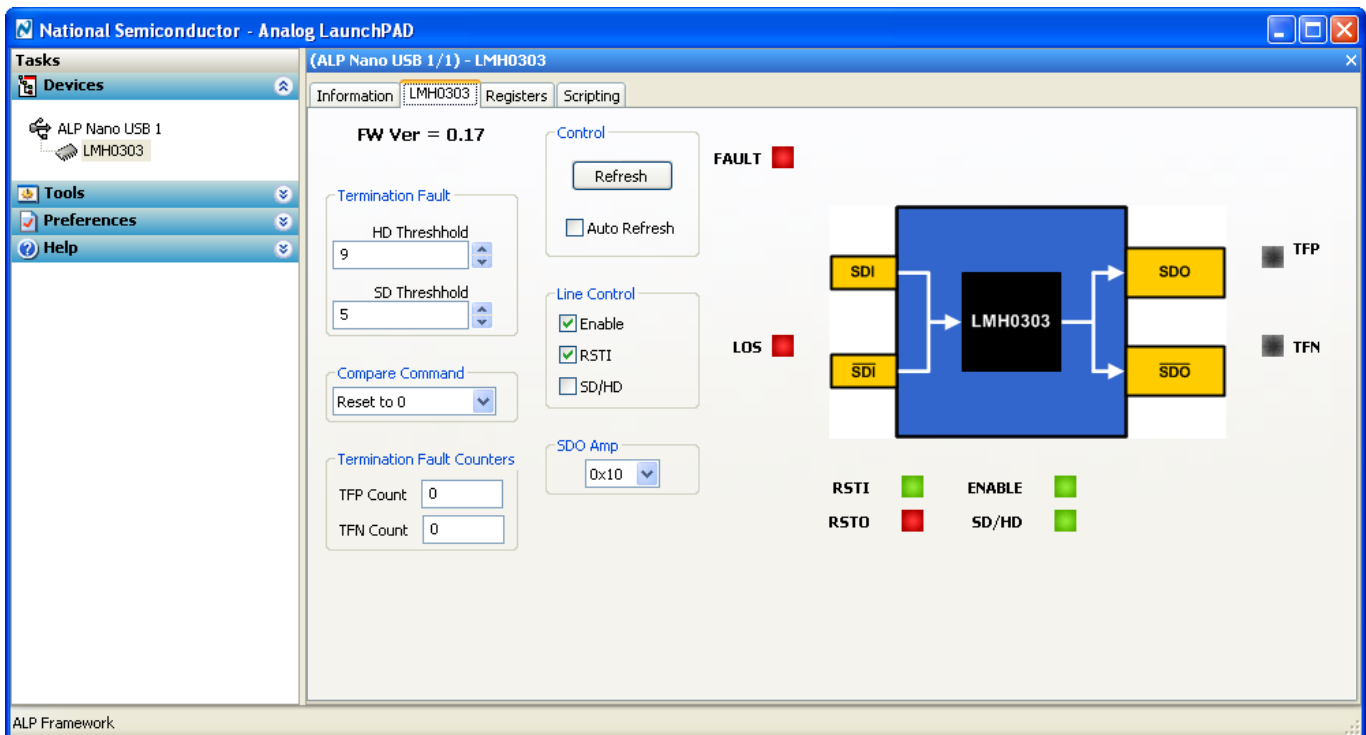 National Semiconductor - Analog LaunchPAD
Tasks
Devices
ALP Nano USB 1
LMH0303
Tools
Preferences
Help
(ALP Nano USB 1/1) - LMH0303
Information LMH0303 Registers Scripting
FW Ver = 0.17
Termination Fault
HD Threshhold
9
SD Threshhold
5
Compare Command
Reset to 0
Termination Fault Counters
TFP Count 0
TFN Count 0
Control
Refresh
Auto Refresh
Line Control
Enable
RSTI
SD/HD
SDO Amp
0x10
FAULT
LOS
SDI
SDI
LMH0303
SDO
SDO
TFP
TFN
RSTI ENABLE
RSTO SD/HD
ALP Framework